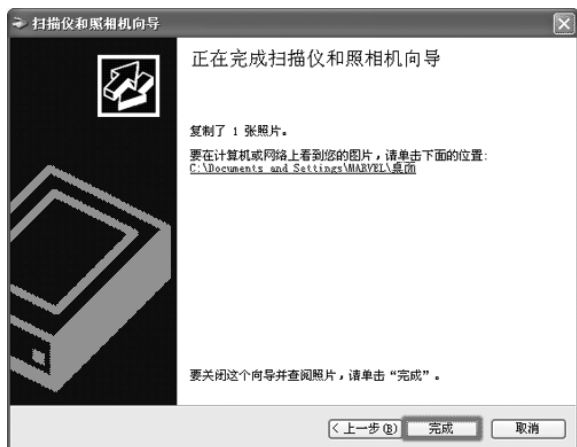 扫描仪和照相机向导
正在完成扫描仪和照相机向导
复制了 1 张照片。
要在计算机或网络上看到您的图片，请单击下面的位置:
C:\Documents and Settings\MARVEL\桌面
要关闭这个向导并查阅照片，请单击“完成”。
< 上一步(B)
完成
取消